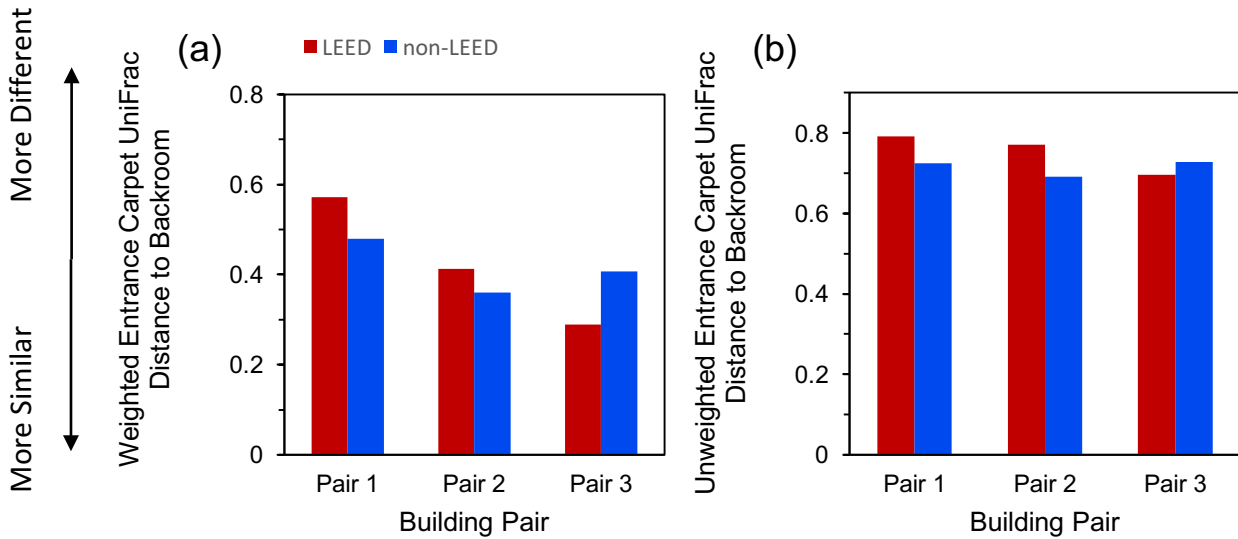 More Different
More Similar
(a)
LEED non-LEED
Weighted Entrance Carpet UniFrac
Distance to Backroom
0.8
0.6
0.4
0.2
0
Pair 1 Pair 2 Pair 3
Building Pair
(b)
Unweighted Entrance Carpet UniFrac
Distance to Backroom
0.8
0.6
0.4
0.2
0
Pair 1 Pair 2 Pair 3
Building Pair